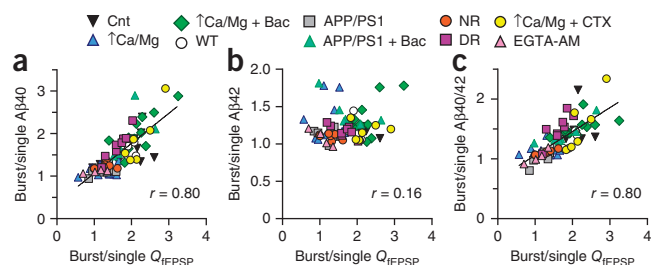 Cnt ↑Ca/Mg + Bac APP/PS1 NR ↑Ca/Mg + CTX
↑Ca/Mg WT APP/PS1 + Bac DR EGTA-AM
a
Burst/single Aβ40
4
3
2
1
0
0 1 2 3 4
r = 0.80
Burst/single QfEPSP
b
Burst/single Aβ42
2.0
1.5
1.0
0
0 1 2 3 4
r = 0.16
Burst/single QfEPSP
c
Burst/single Aβ40/42
2
1
0
0 1 2 3 4
r = 0.80
Burst/single QfEPSP